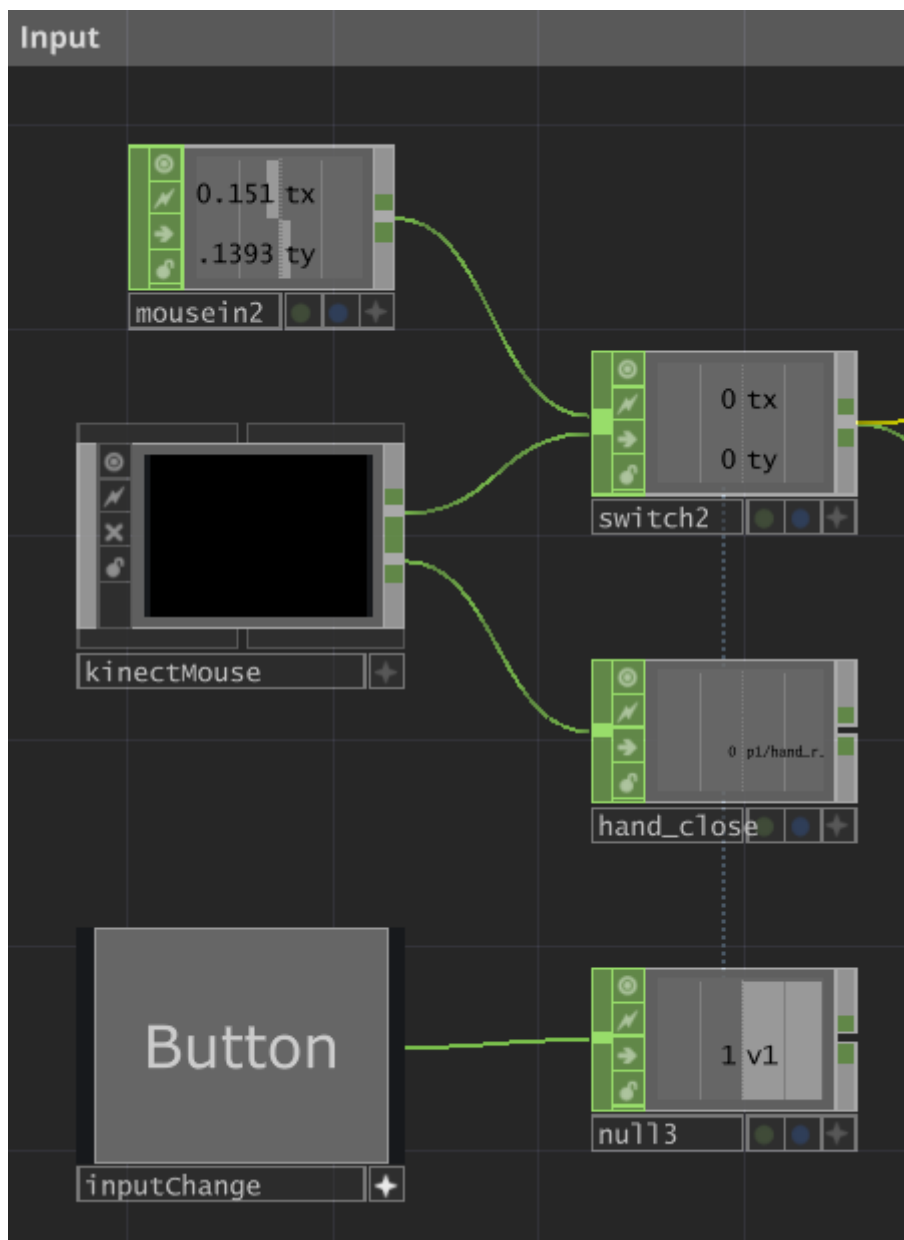 Input
0.151 tx
.1393 ty
mousein2
0 tx
0 ty
switch2
kinectMouse
0 p1/hand_r.
hand_close
Button
1 v1
null3
inputChange